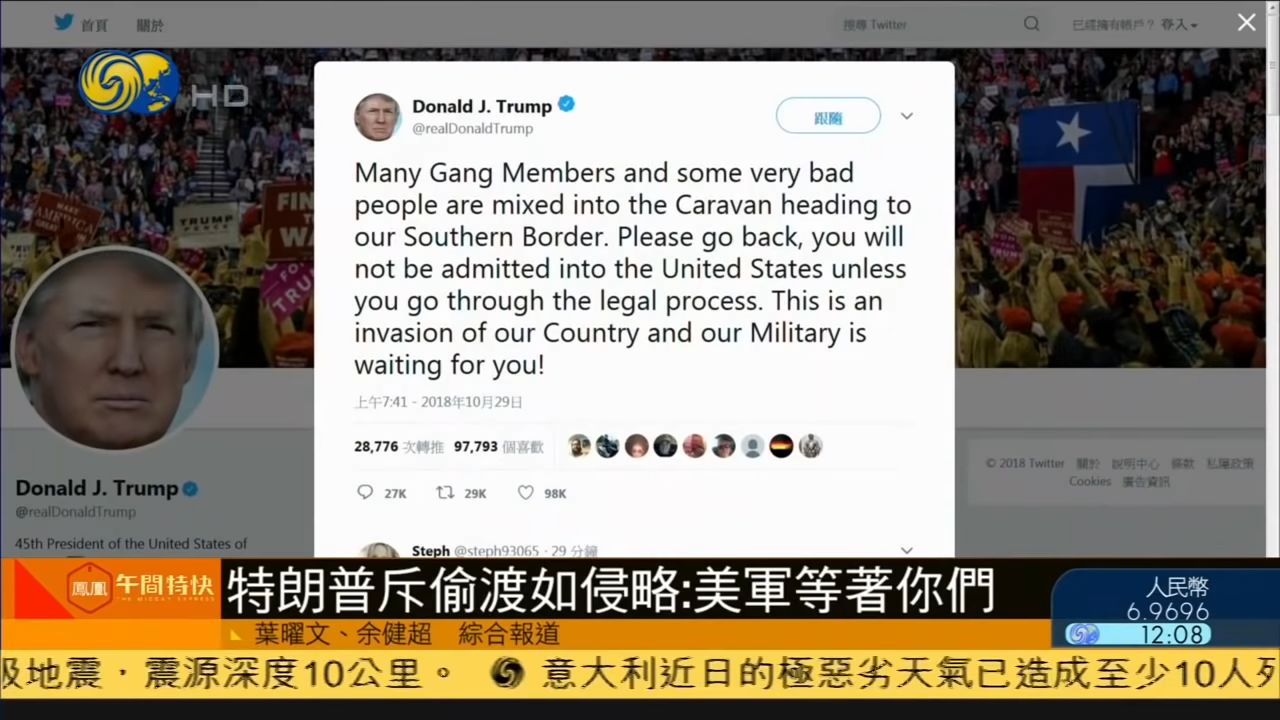 首頁 關於 搜尋 Twitter 已經擁有帳戶？ 登入
HD
Donald J. Trump
@realDonaldTrump
跟隨
Many Gang Members and some very bad
people are mixed into the Caravan heading to
our Southern Border. Please go back, you will
not be admitted into the United States unless
you go through the legal process. This is an
invasion of our Country and our Military is
waiting for you!
上午7:41 - 2018年10月29日
28,776 次轉推 97,793 個喜歡
27K 29K 98K
Steph @steph93065 · 29 分鐘
TRUMP
PENCE
Donald J. Trump
@realDonaldTrump
45th President of the United States of
© 2018 Twitter 關於 說明中心 條款 私隱政策
Cookies 廣告資訊
鳳凰 午間特快
THE MIDDAY EXPRESS
特朗普斥偷渡如侵略:美軍等著你們
葉曜文、余健超 綜合報道
人民幣
6.9696
12:08
級地震，震源深度10公里。 意大利近日的極惡劣天氣已造成至少10人死